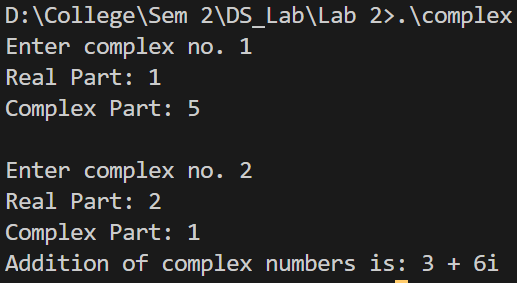 D:\College\Sem 2\DS_Lab\Lab 2>.\complex
Enter complex no. 1
Real Part: 1
Complex Part: 5
Enter complex no. 2
Real Part: 2
Complex Part: 1
Addition of complex numbers is: 3 + 6i